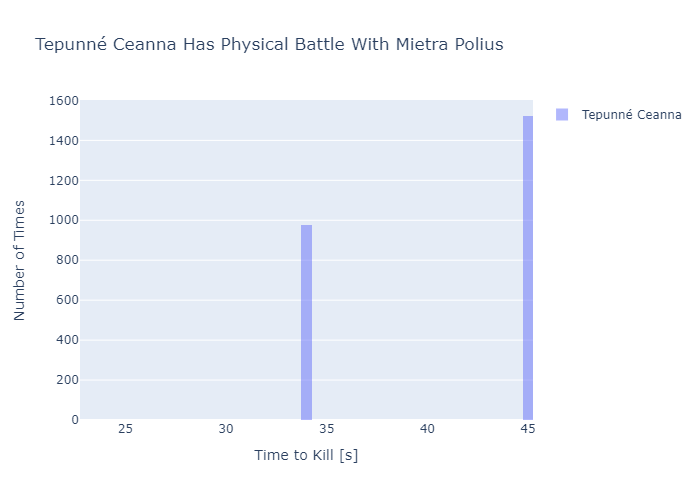 Tepunné Ceanna Has Physical Battle With Mietra Polius
Tepunné Ceanna
1600
1400
1200
1000
800
600
400
200
0
Number of Times
25 30 35 40 45
Time to Kill [s]